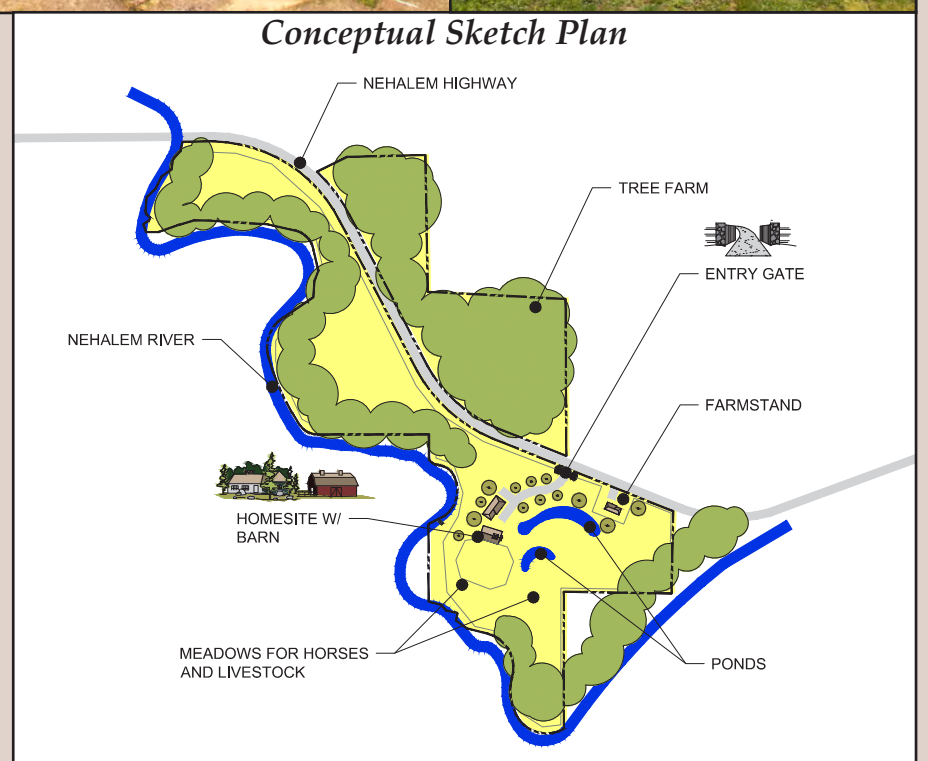 Conceptual Sketch Plan
NEHALEM HIGHWAY
TREE FARM
ENTRY GATE
NEHALEM RIVER
FARMSTAND
HOMESITE W/
BARN
MEADOWS FOR HORSES
AND LIVESTOCK
PONDS